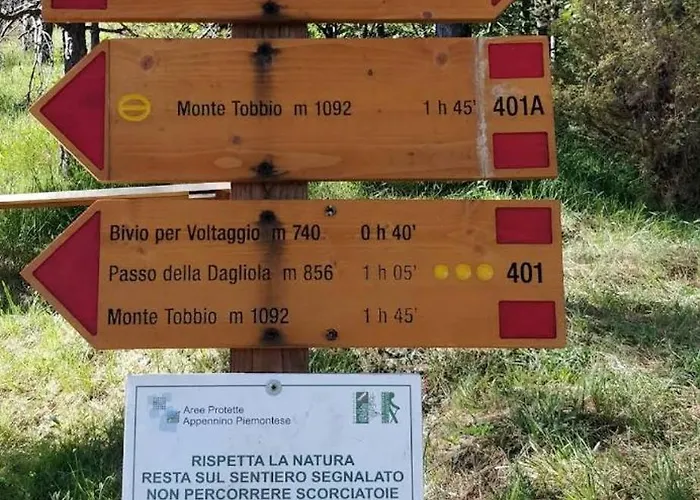 Monte Tobbio m 1092 1 h 45' 401A
Bivio per Voltaggio m 740 0 h 40'
Passo della Dagliola m 856 1 h 05' 401
Monte Tobbio m 1092 1 h 45'
Aree Protette
Appennino Piemontese
RISPETTA LA NATURA
RESTA SUL SENTIERO SEGNALATO
NON PERCORRERE SCORCIATOIE